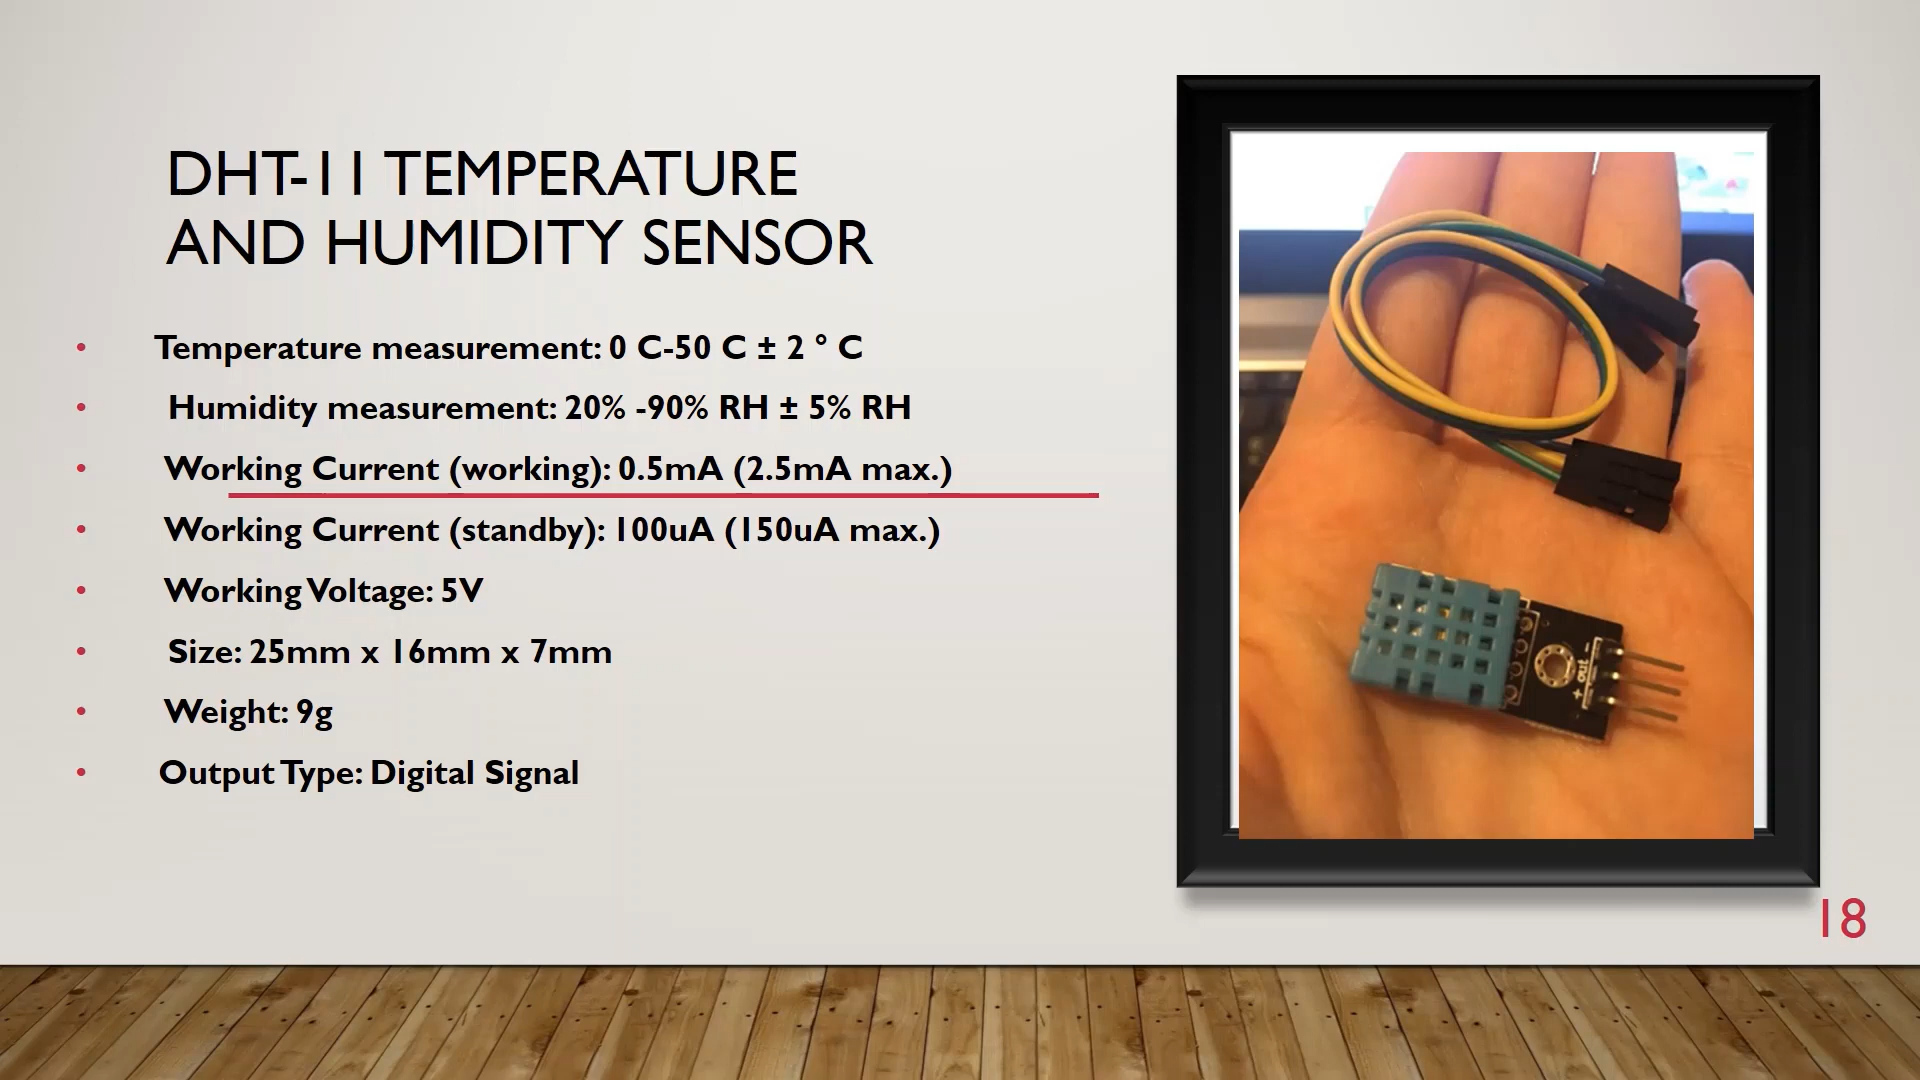 DHT-11 TEMPERATURE
AND HUMIDITY SENSOR
• Temperature measurement: 0 C-50 C ± 2 ° C
• Humidity measurement: 20% -90% RH ± 5% RH
• Working Current (working): 0.5mA (2.5mA max.)
• Working Current (standby): 100uA (150uA max.)
• Working Voltage: 5V
• Size: 25mm x 16mm x 7mm
• Weight: 9g
• Output Type: Digital Signal
+ out -
18